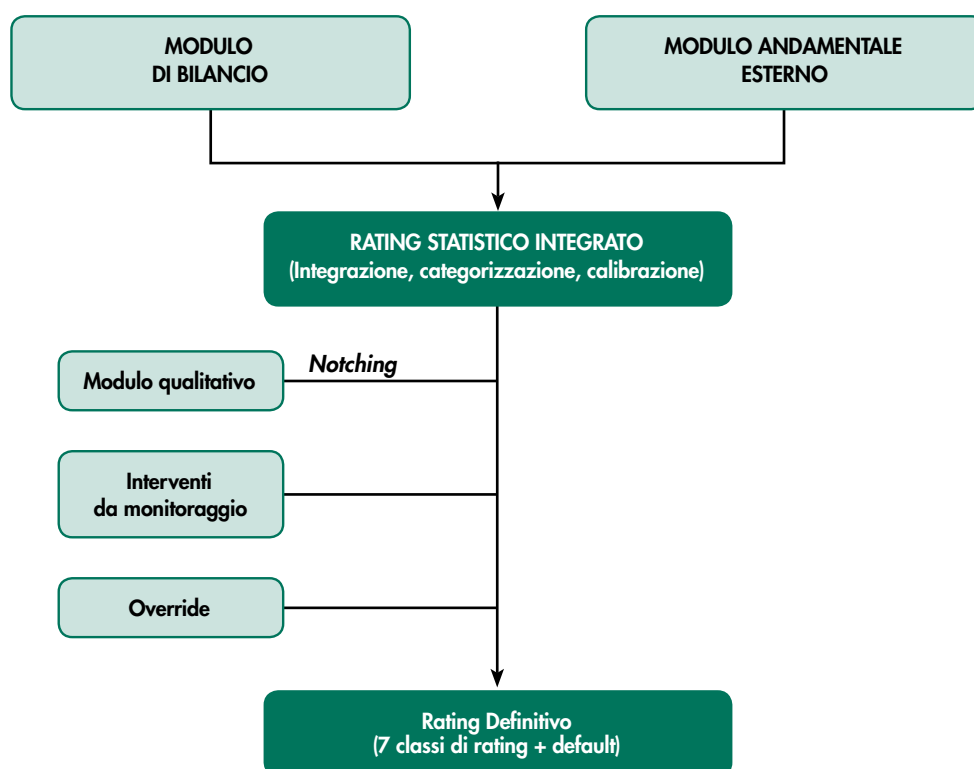 MODULO
DI BILANCIO
MODULO ANDAMENTALE
ESTERNO
RATING STATISTICO INTEGRATO
(Integrazione, categorizzazione, calibrazione)
Notching
Modulo qualitativo
Interventi
da monitoraggio
Override
Rating Definitivo
(7 classi di rating + default)